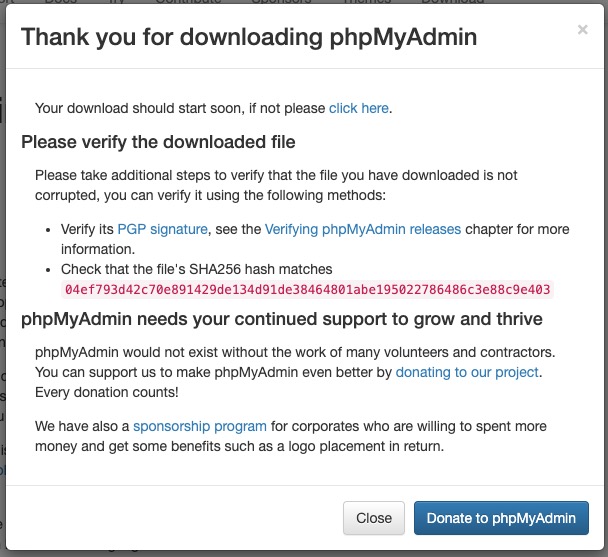 Thank you for downloading phpMyAdmin
×
Your download should start soon, if not please click here.
Please verify the downloaded file
Please take additional steps to verify that the file you have downloaded is not
corrupted, you can verify it using the following methods:
• Verify its PGP signature, see the Verifying phpMyAdmin releases chapter for more
information.
• Check that the file's SHA256 hash matches
04ef793d42c70e891429de134d91de38464801abe195022786486c3e88c9e403
phpMyAdmin needs your continued support to grow and thrive
phpMyAdmin would not exist without the work of many volunteers and contractors.
You can support us to make phpMyAdmin even better by donating to our project.
Every donation counts!
We have also a sponsorship program for corporates who are willing to spent more
money and get some benefits such as a logo placement in return.
Close
Donate to phpMyAdmin